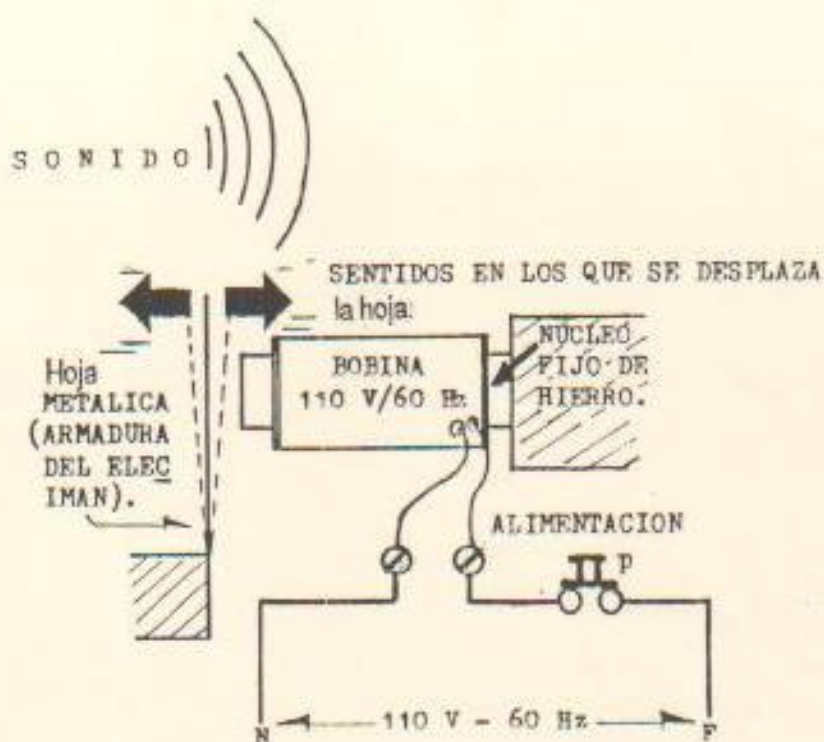 SONIDO
SENTIDOS EN LOS QUE SE DESPLAZA
la hoja:
NUCLEO
FIJO DE
HIERRO.
BOBINA
110 V/60 Hz
Hoja
METALICA
(ARMADURA
DEL ELEC
IMAN).
ALIMENTACION
P
N
110 V - 60 Hz
F